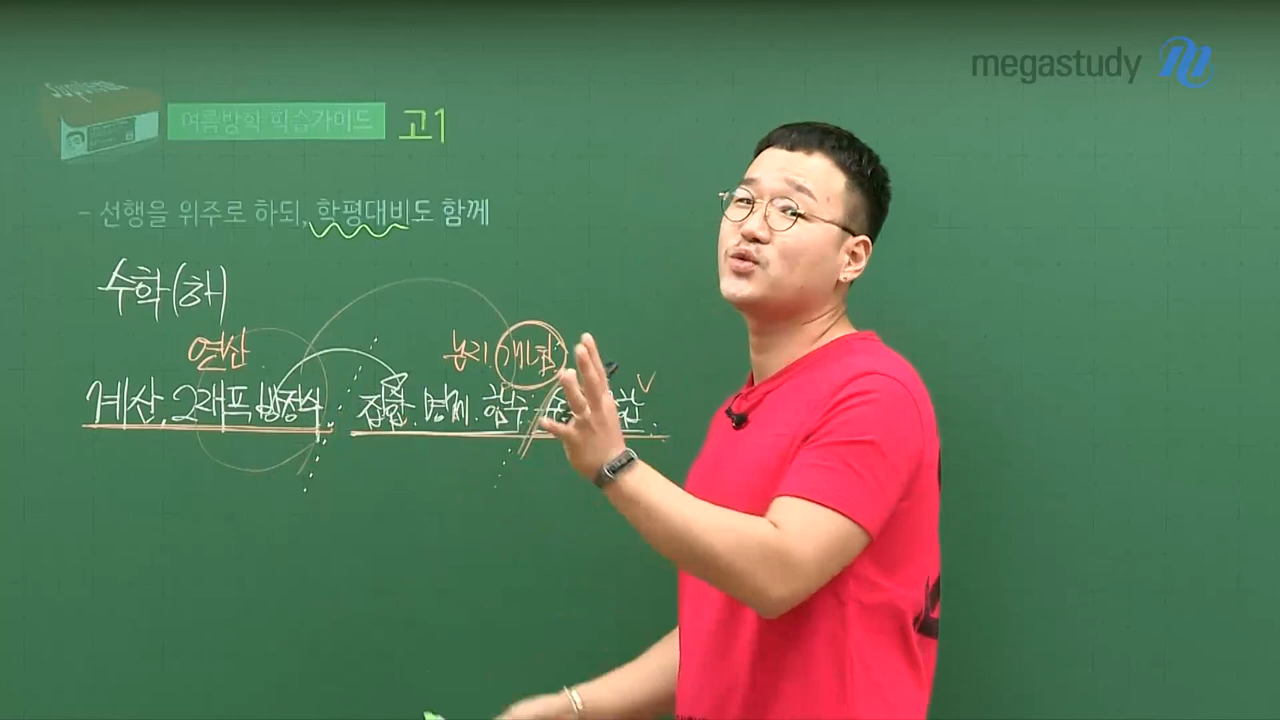 megastudy
여름방학 학습가이드 고1
- 선행을 위주로 하되, 학평대비도 함께
수학(하)
연산 논리 개념
계산, 그래프 방정식. 집합. 명제. 함수